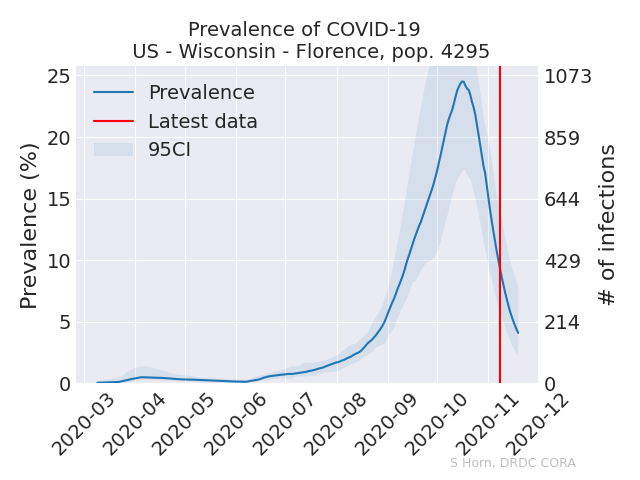 Prevalence of COVID-19
US - Wisconsin - Florence, pop. 4295
Prevalence
Latest data
95CI
Prevalence (%)
25
20
15
10
5
0
1073
859
644
429
214
0
# of infections
2020-03
2020-04
2020-05
2020-06
2020-07
2020-08
2020-09
2020-10
2020-11
2020-12
S Horn, DRDC CORA